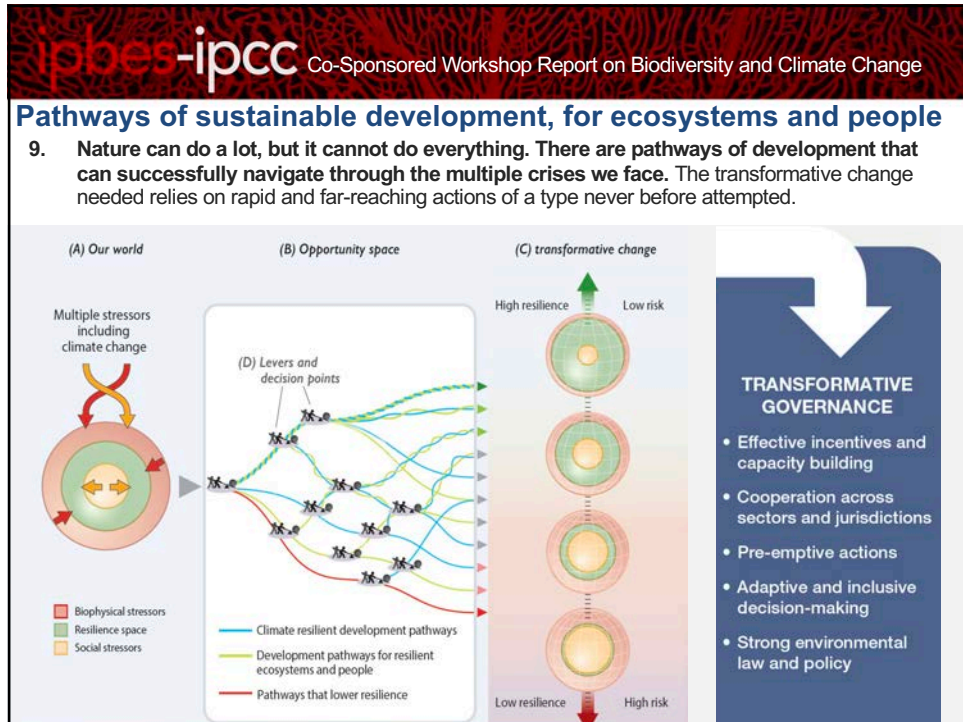 ipbes-ipcc Co-Sponsored Workshop Report on Biodiversity and Climate Change
Pathways of sustainable development, for ecosystems and people
9. Nature can do a lot, but it cannot do everything. There are pathways of development that
can successfully navigate through the multiple crises we face. The transformative change
needed relies on rapid and far-reaching actions of a type never before attempted.
(A) Our world
Multiple stressors
including
climate change
Biophysical stressors
Resilience space
Social stressors
(B) Opportunity space
(D) Levers and
decision points
Climate resilient development pathways
Development pathways for resilient
ecosystems and people
Pathways that lower resilience
(C) transformative change
High resilience Low risk
Low resilience High risk
TRANSFORMATIVE
GOVERNANCE
• Effective incentives and
capacity building
• Cooperation across
sectors and jurisdictions
• Pre-emptive actions
• Adaptive and inclusive
decision-making
• Strong environmental
law and policy